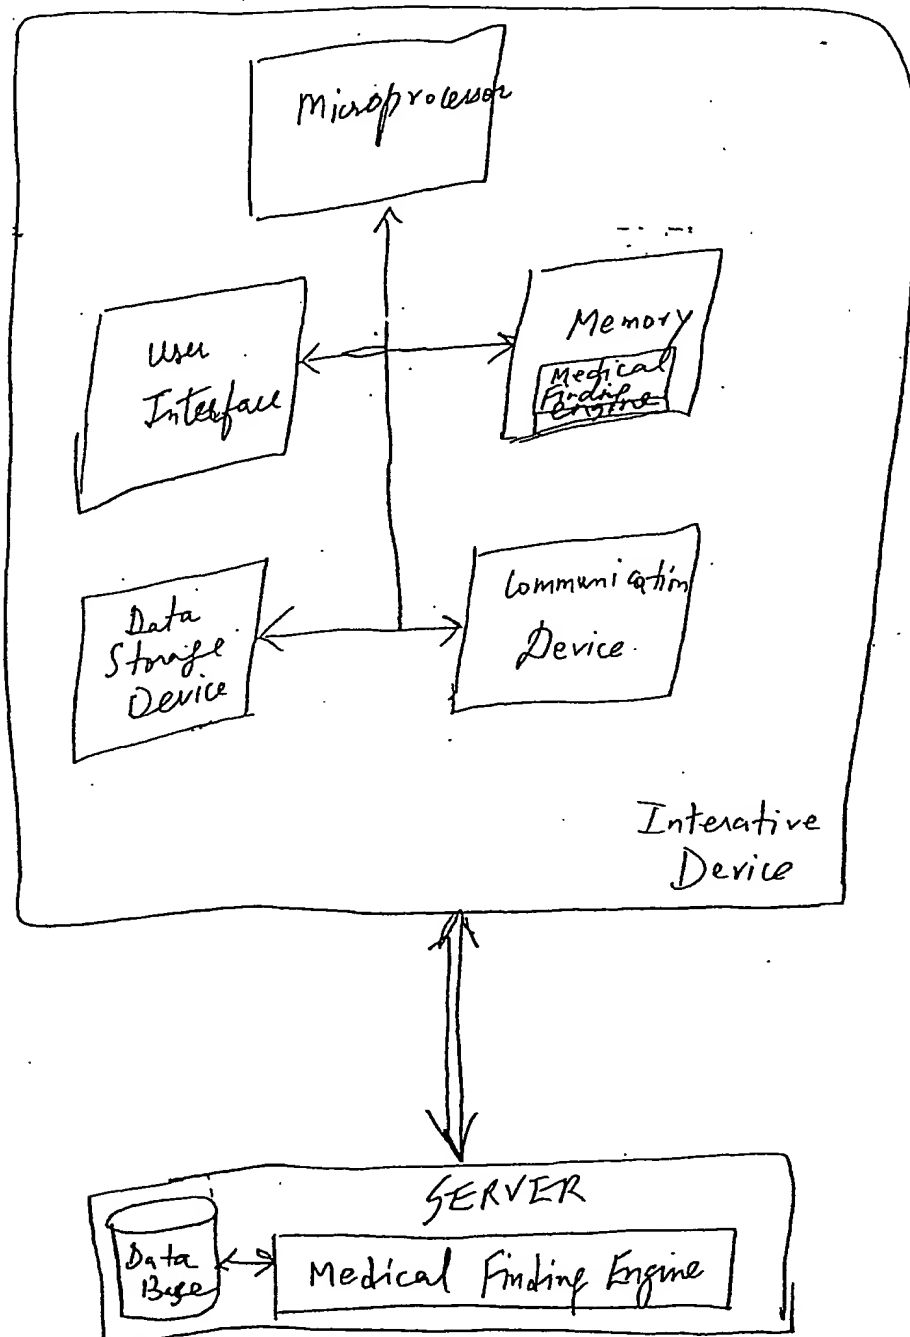 Microprocessor
User
Interface
Memory
Medical
Finding
Engine
Data
Storage
Device
Communication
Device
Interative
Device
SERVER
Data
Base
Medical Finding Engine